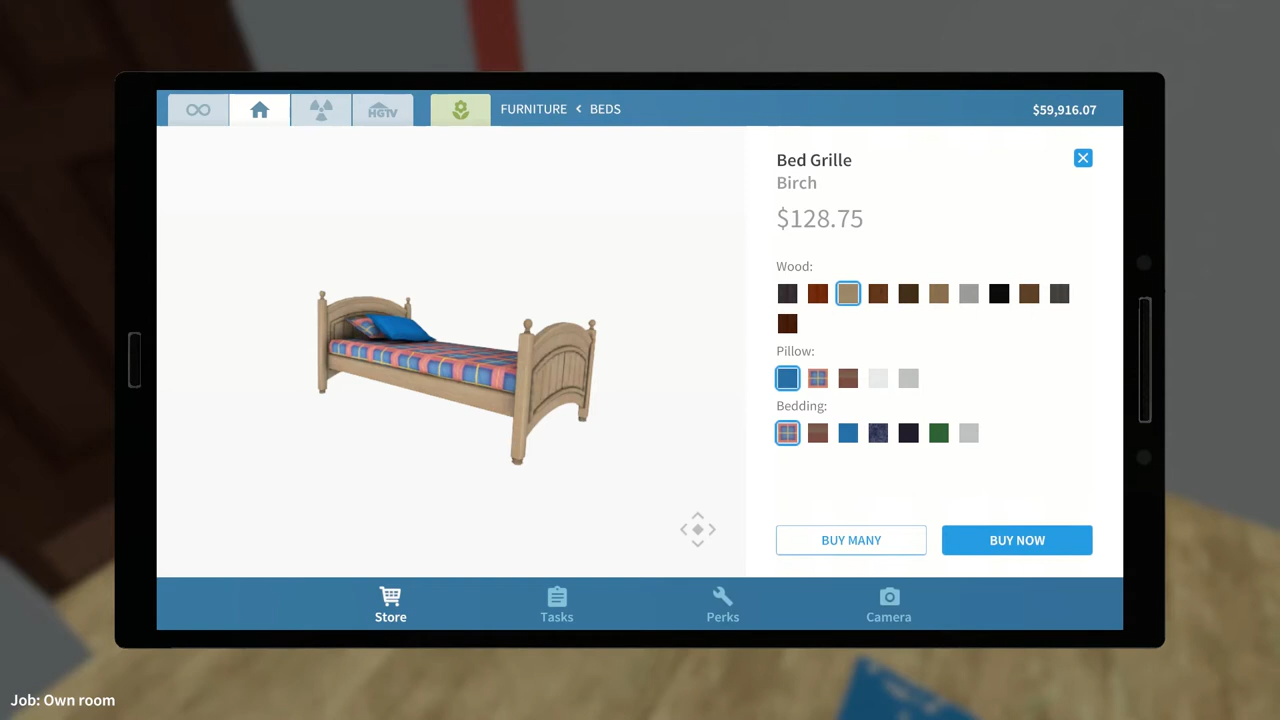 HGTV
FURNITURE < BEDS
$59,916.07
Bed Grille
Birch
$128.75
Wood:
Pillow:
Bedding:
BUY MANY
BUY NOW
Store
Tasks
Perks
Camera
Job: Own room